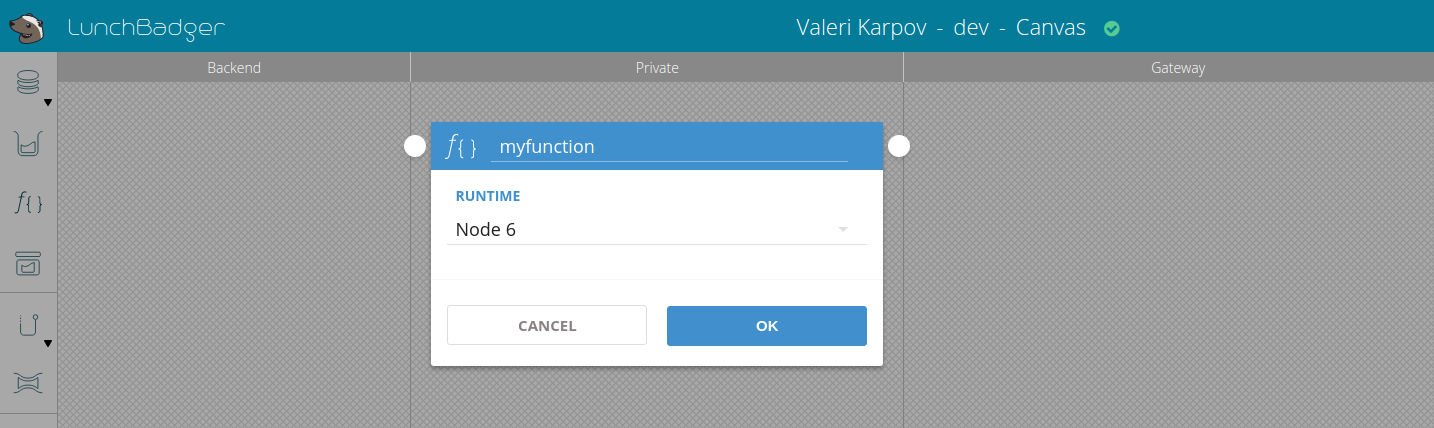 LunchBadger
Valeri Karpov - dev - Canvas
Backend
Private
Gateway
f{}
myfunction
RUNTIME
f{}
Node 6
CANCEL
OK